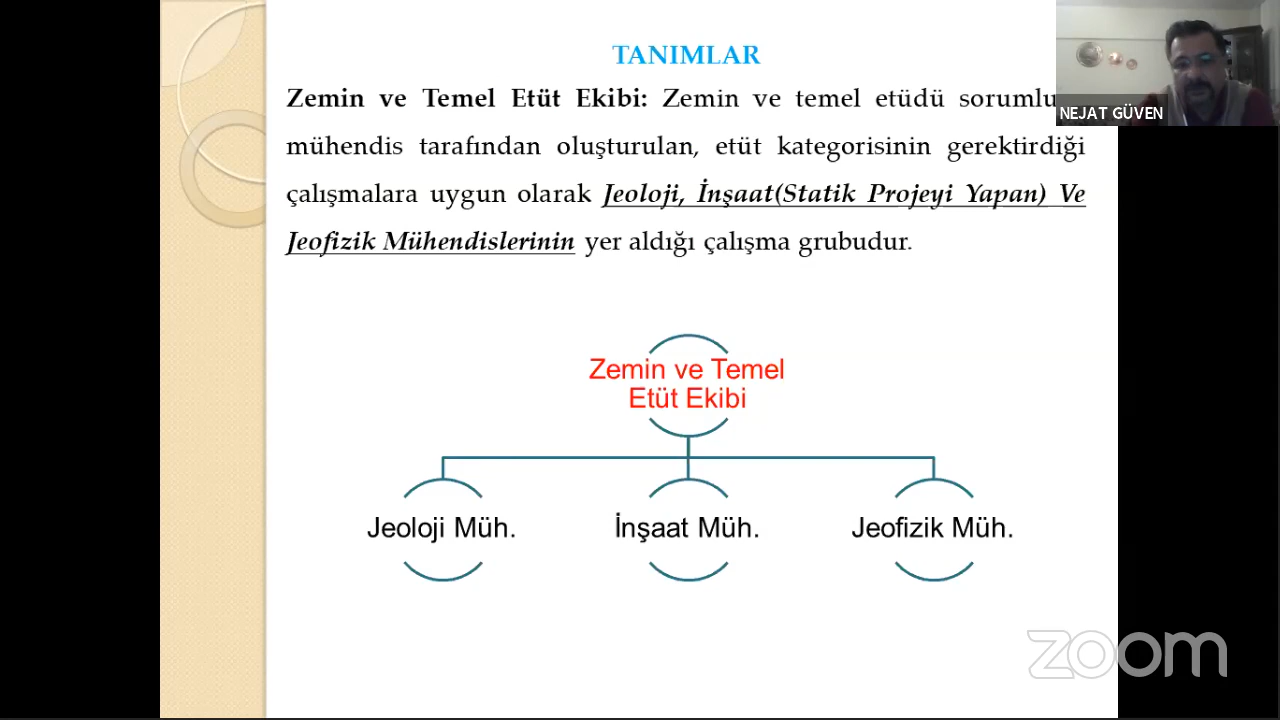 TANIMLAR
Zemin ve Temel Etüt Ekibi: Zemin ve temel etüdü sorumlu
mühendis tarafından oluşturulan, etüt kategorisinin gerektirdiği
çalışmalara uygun olarak Jeoloji, İnşaat(Statik Projeyi Yapan) Ve
Jeofizik Mühendislerinin yer aldığı çalışma grubudur.
NEJAT GÜVEN
Zemin ve Temel
Etüt Ekibi
Jeoloji Müh.
İnşaat Müh.
Jeofizik Müh.
zoom